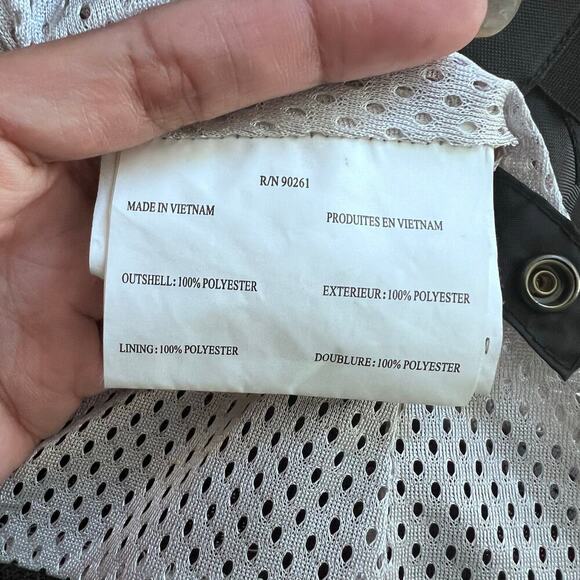 R/N 90261
MADE IN VIETNAM
PRODUITES EN VIETNAM
OUTSHELL: 100% POLYESTER
EXTERIEUR: 100% POLYESTER
LINING: 100% POLYESTER
DOUBLURE: 100% POLYESTER